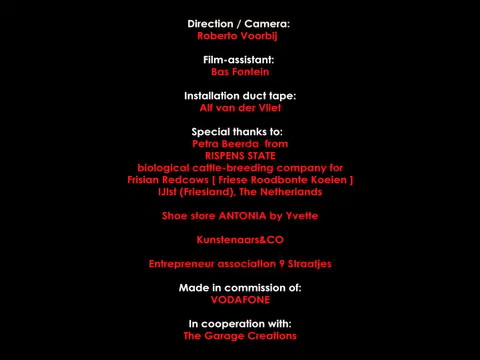 Direction / Camera:
Roberto Voorbij
Film-assistant:
Bas Fontein
Installation duct tape:
Alf van der Vliet
Special thanks to:
Petra Beerda  from
RISPENS STATE
biological cattle-breeding company for
Frisian Redcows [ Friese Roodbonte Koeien ]
IJlst (Friesland), The Netherlands
Shoe store ANTONIA by Yvette
Kunstenaars&CO
Entrepreneur association 9 Straatjes
Made in commission of:
VODAFONE
In cooperation with:
The Garage Creations